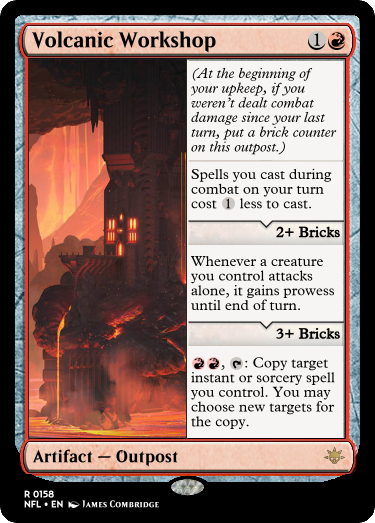 Volcanic Workshop 1
(At the beginning of
your upkeep, if you
weren't dealt combat
damage since your last
turn, put a brick counter
on this outpost.)
Spells you cast during
combat on your turn
cost 1 less to cast.
2+ Bricks
Whenever a creature
you control attacks
alone, it gains prowess
until end of turn.
3+ Bricks
, : Copy target
instant or sorcery spell
you control. You may
choose new targets for
the copy.
Artifact — Outpost
R 0158
NFL • EN James Combridge